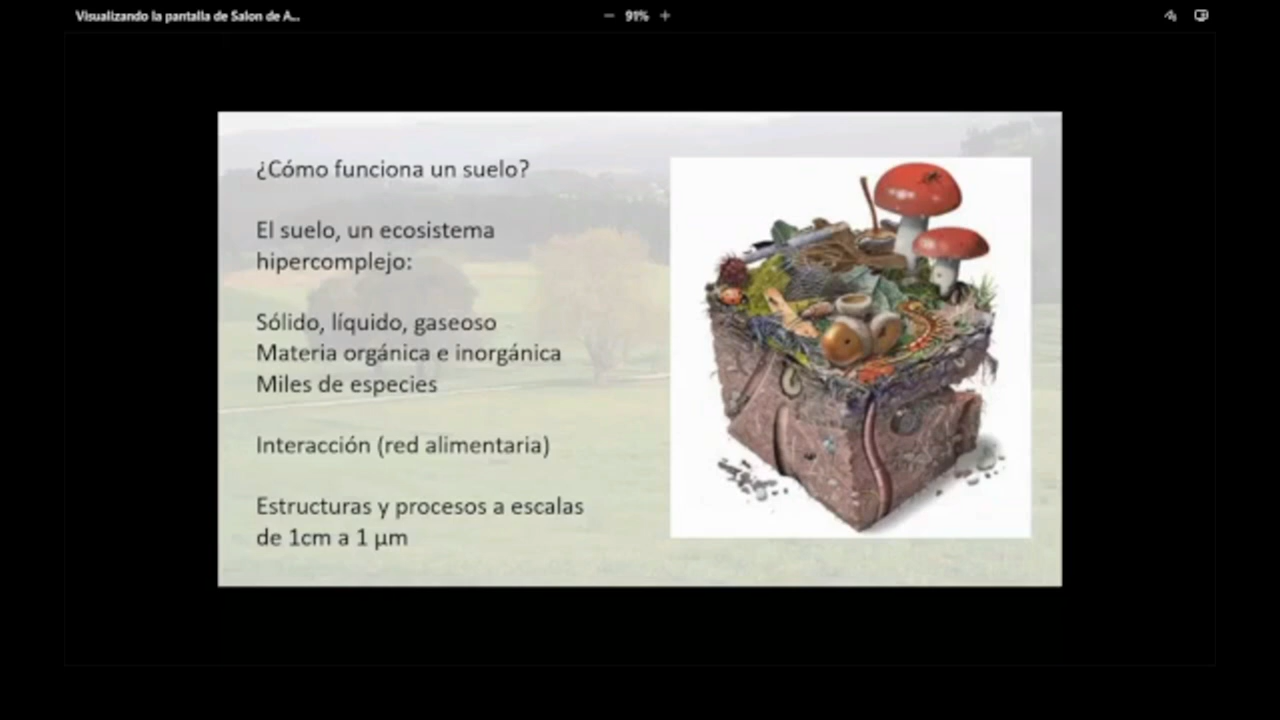 Visualizando la pantalla de Salon de A...
91%
¿Cómo funciona un suelo?
El suelo, un ecosistema
hipercomplejo:
Sólido, líquido, gaseoso
Materia orgánica e inorgánica
Miles de especies
Interacción (red alimentaria)
Estructuras y procesos a escalas
de 1cm a 1 µm